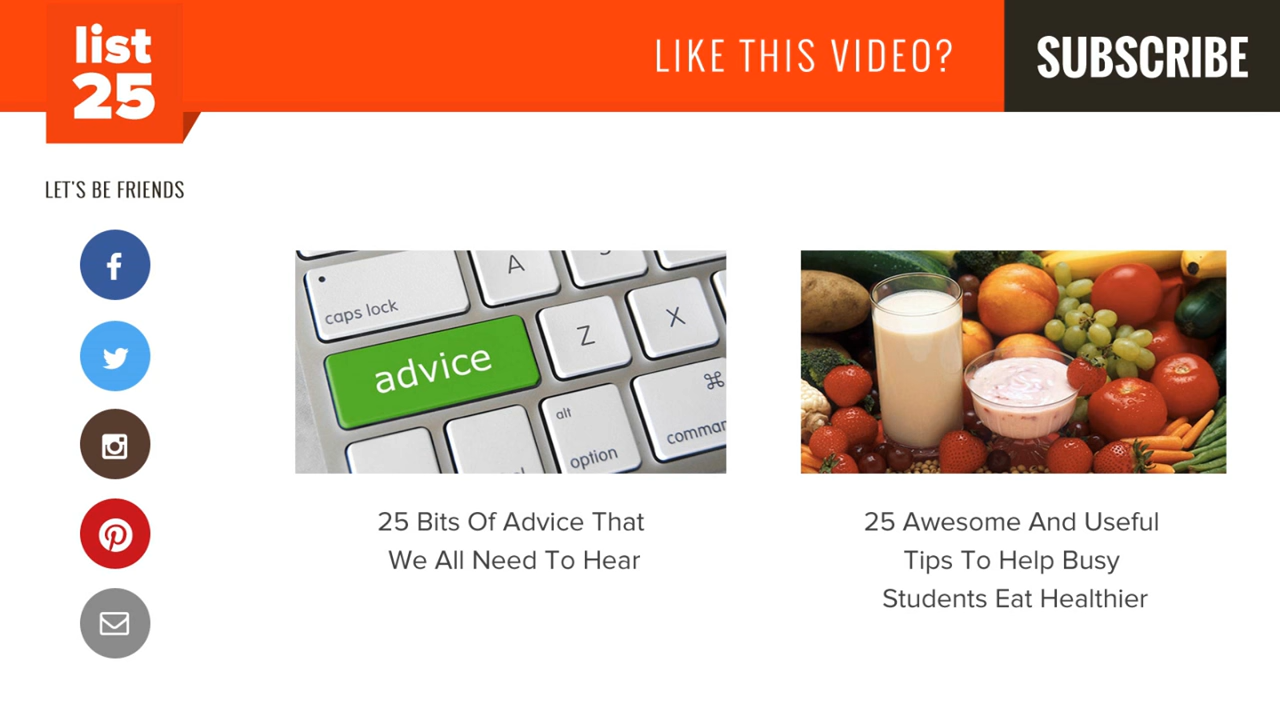 list
25
LIKE THIS VIDEO?
SUBSCRIBE
LET'S BE FRIENDS
caps lock
A
advice
Z
X
alt
option
⌘
comman
25 Bits Of Advice That
We All Need To Hear
25 Awesome And Useful
Tips To Help Busy
Students Eat Healthier